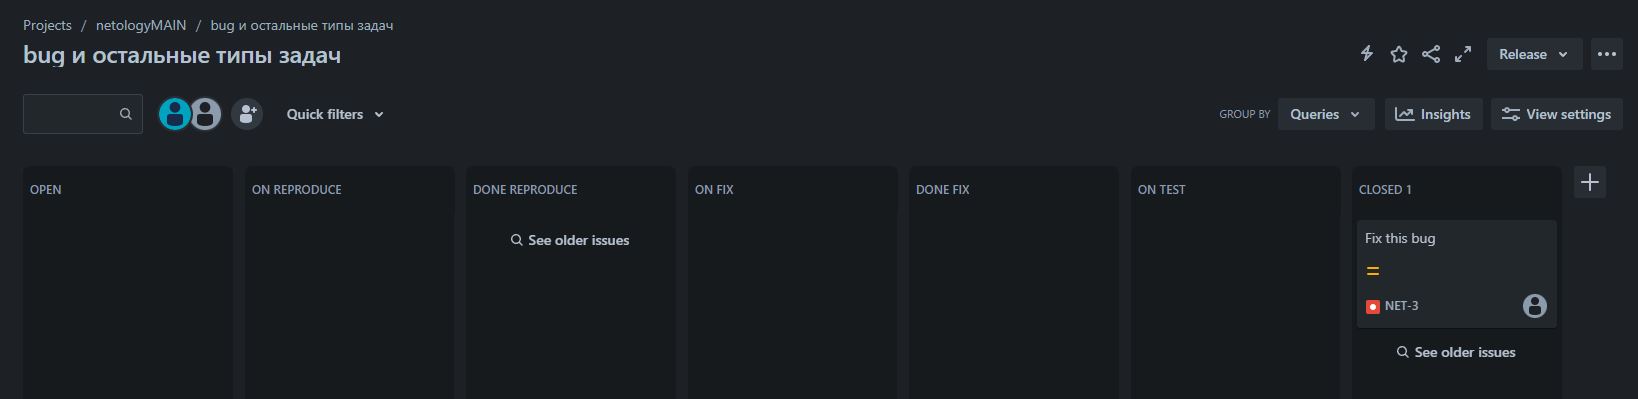 Projects / netologyMAIN / bug и остальные типы задач
bug и остальные типы задач
Release
Quick filters
GROUP BY Queries Insights View settings
OPEN
ON REPRODUCE
DONE REPRODUCE
See older issues
ON FIX
DONE FIX
ON TEST
CLOSED 1
Fix this bug
NET-3
See older issues